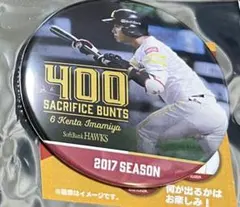 400
SACRIFICE BUNTS
6 Kenta Imamiya
SoftBank HAWKS
2017 SEASON
※画像はイメージです。
何が出るかは
お楽しみ!